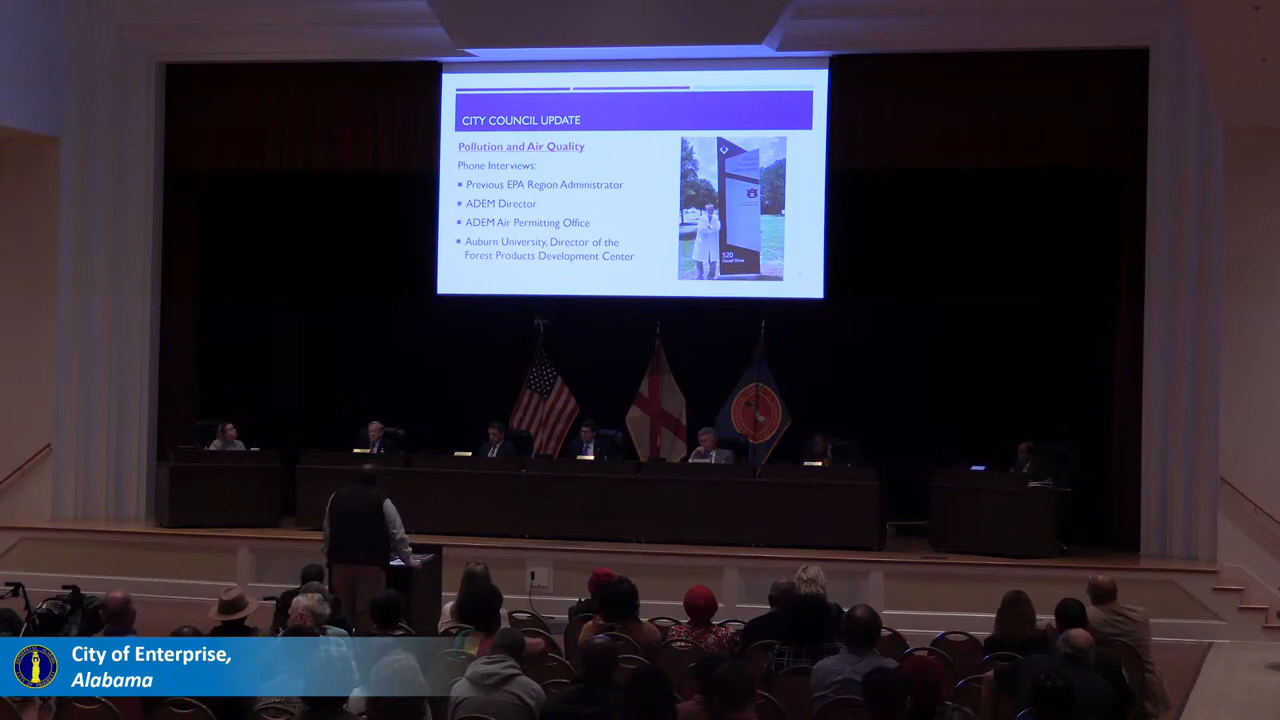 CITY COUNCIL UPDATE
Pollution and Air Quality
Phone Interviews:
Previous EPA Region Administrator
ADEM Director
ADEM Air Permitting Office
Auburn University, Director of the
Forest Products Development Center
520
City of Enterprise,
Alabama